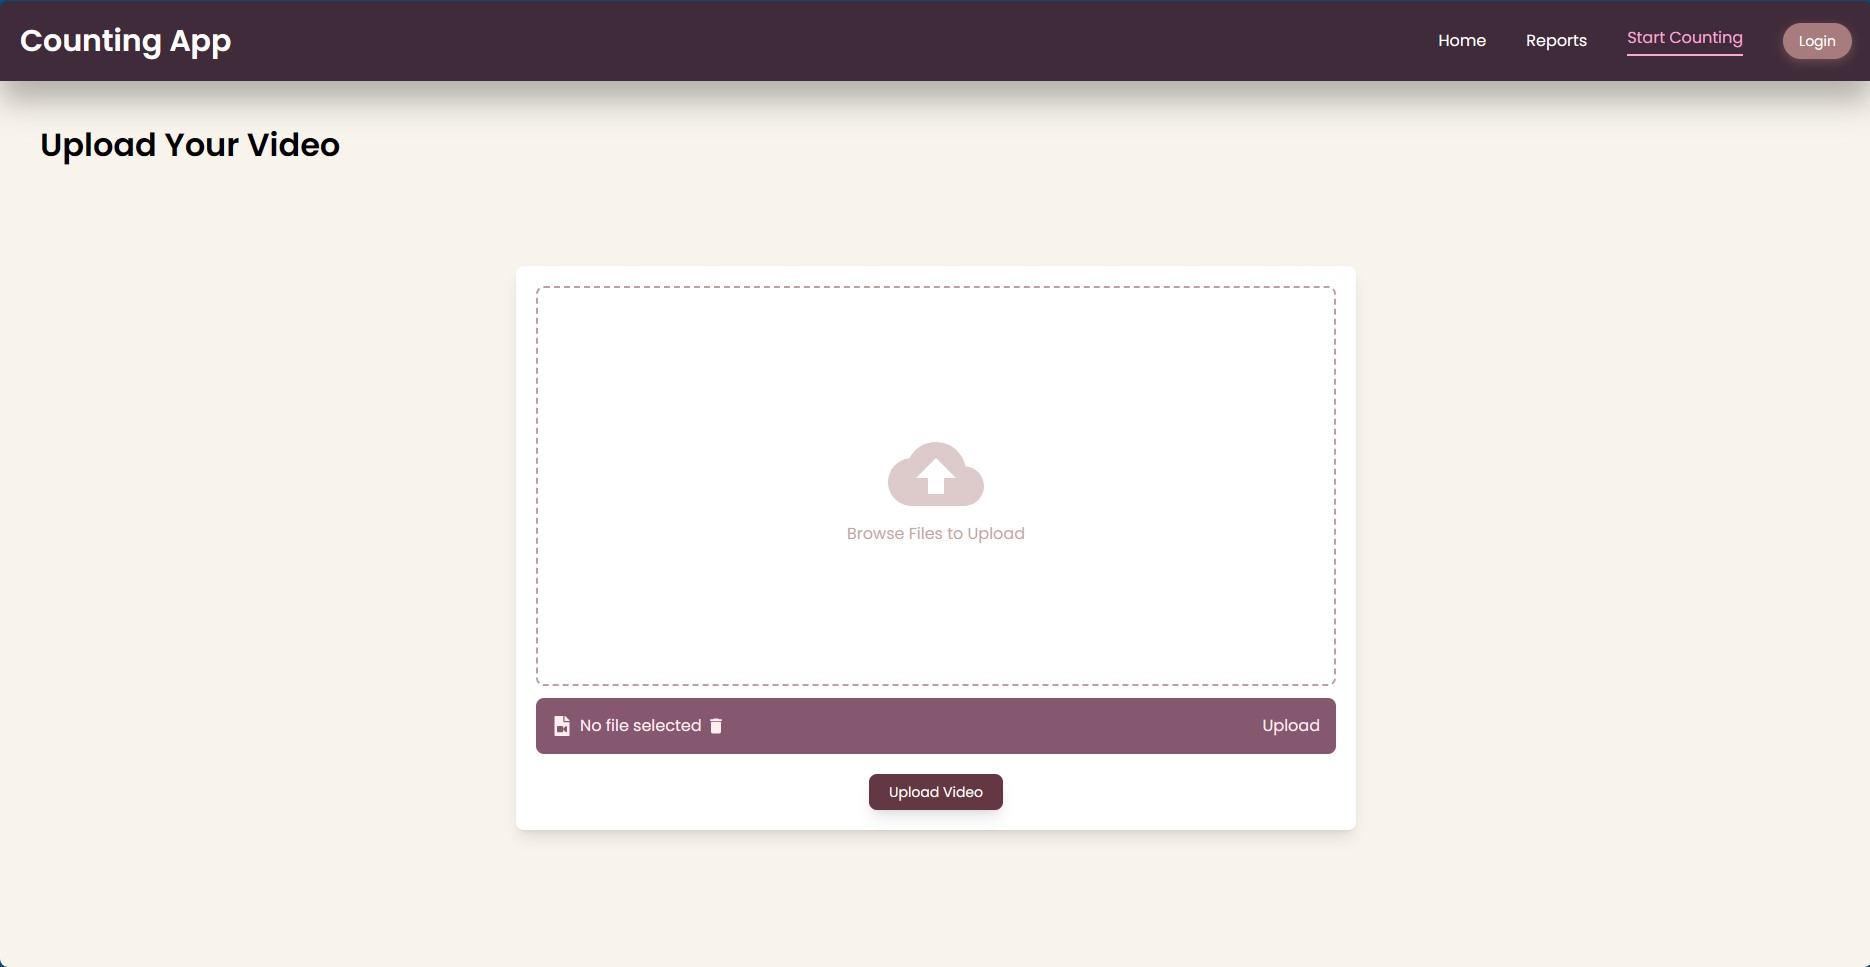 Counting App
Home Reports Start Counting Login
Upload Your Video
Browse Files to Upload
No file selected Upload
Upload Video